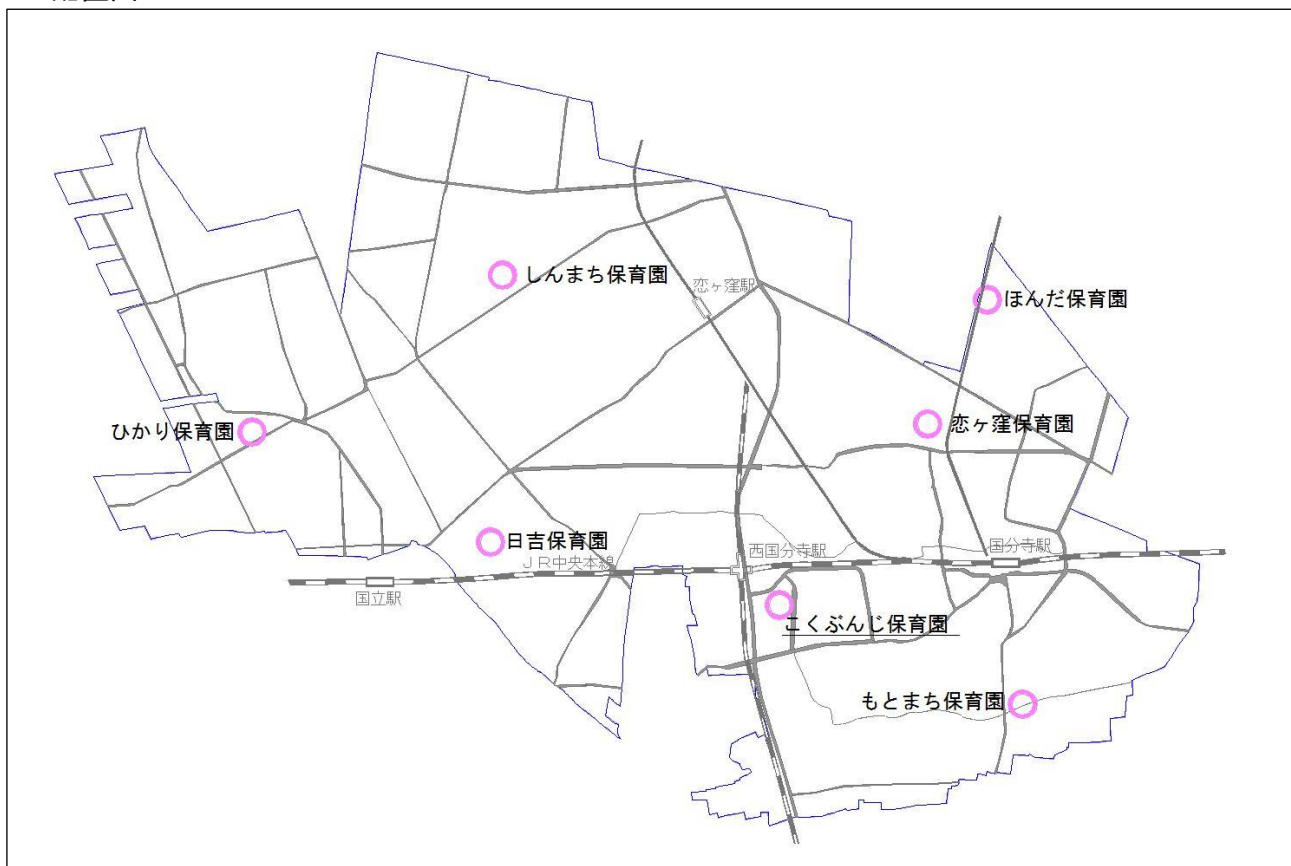 しんまち保育園
恋ヶ窪駅
ほんだ保育園
ひかり保育園
恋ヶ窪保育園
日吉保育園
西国分寺駅
国分寺駅
JR中央本線
国立駅
こくぶんじ保育園
もとまち保育園